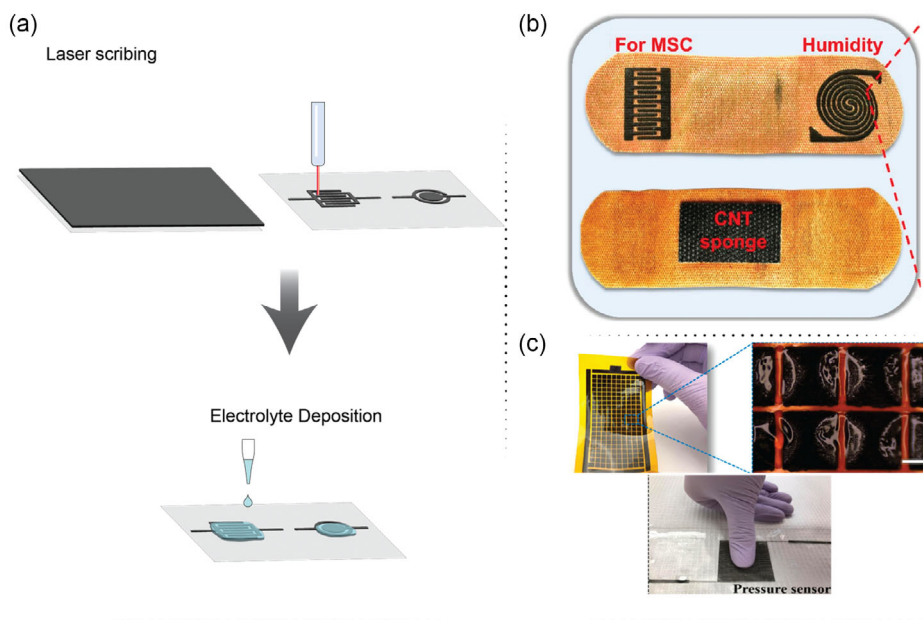 (a)
Laser scribing
Electrolyte Deposition
(b)
For MSC
Humidity
CNT
sponge
(c)
Pressure sensor